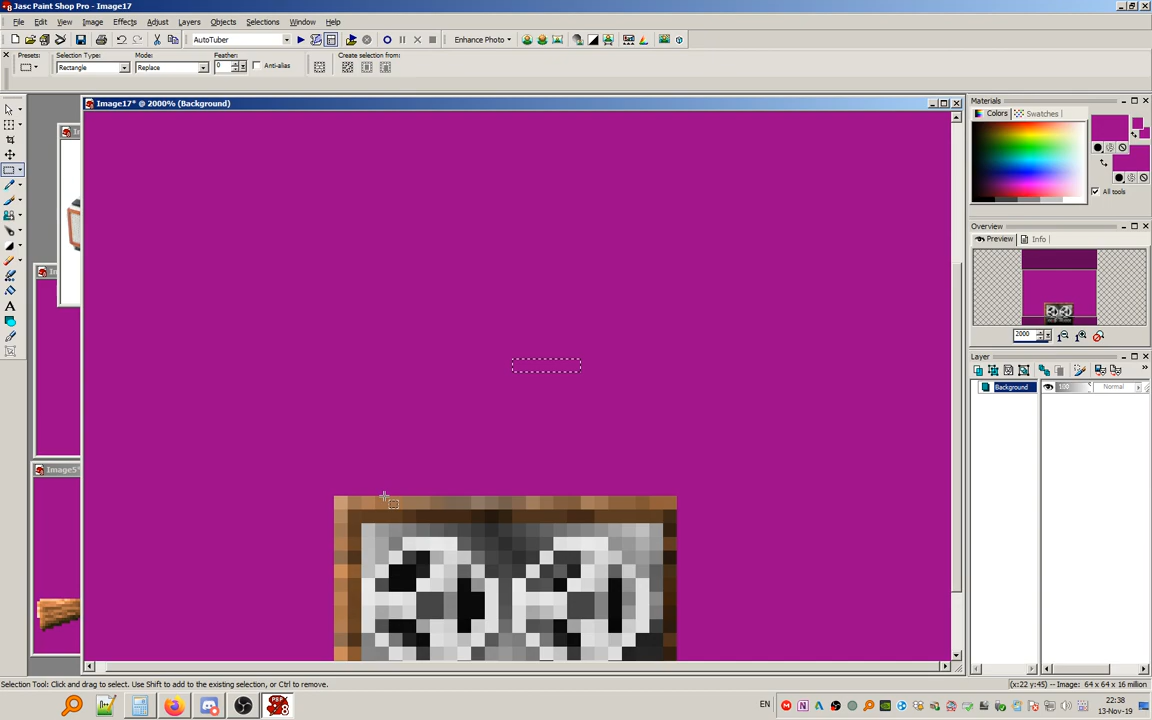 Jasc Paint Shop Pro - Image17
File Edit View Image Effects Adjust Layers Objects Selections Window Help
AutoTuber Enhance Photo
Presets: Selection Type: Mode: Feather: Create selection from:
Rectangle Replace 0 Anti-alias
Image17* @ 2000% (Background)
Materials
Colors Swatches
All tools
Overview
Preview Info
2000
Layer
Background 100 Normal
Image5*
Selection Tool: Click and drag to select. Use Shift to add to the existing selection, or Ctrl to remove.
(x:22 y:45) -- Image: 64 x 64 x 16 million
EN
22:38
13-Nov-19